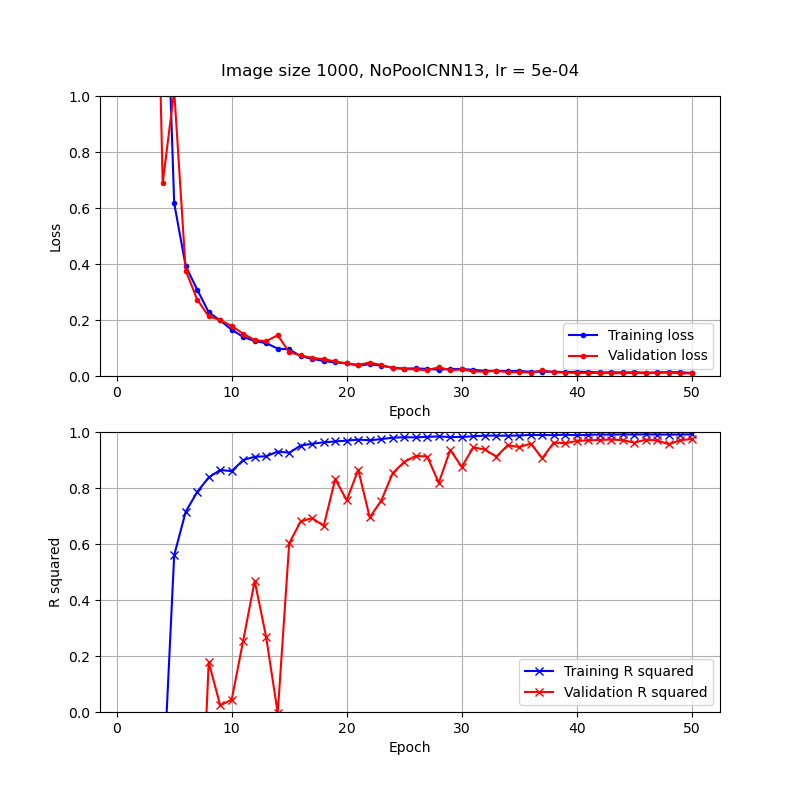 Image size 1000, NoPoolCNN13, lr = 5e-04
1.0
0.8
0.6
0.4
0.2
0.0
Loss
Training loss
Validation loss
0 10 20 30 40 50
Epoch
1.0
0.8
0.6
0.4
0.2
0.0
R squared
Training R squared
Validation R squared
0 10 20 30 40 50
Epoch